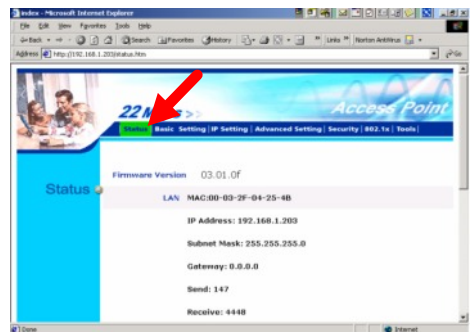 index - Microsoft Internet Explorer
File Edit View Favorites Tools Help
Back Search Favorites History Links Norton AntiVirus
Address http://192.168.1.203/status.htm Go
22 M
Access Point
Status Basic Setting | IP Setting | Advanced Setting | Security | 802.1x | Tools |
Status
Firmware Version 03.01.0f
LAN MAC:00-03-2F-04-25-4B
IP Address: 192.168.1.203
Subnet Mask: 255.255.255.0
Gateway: 0.0.0.0
Send: 147
Receive: 4448
Done Internet